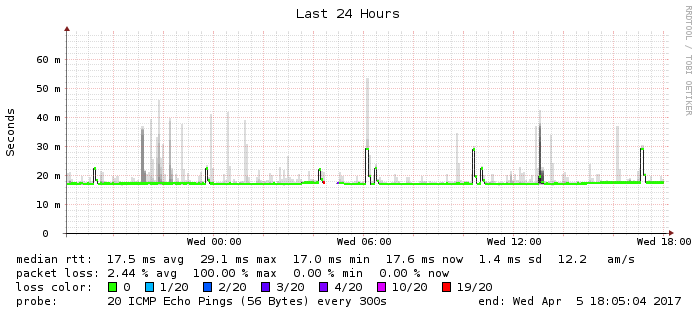 Last 24 Hours
RRDTOOL / TOBI OETIKER
Seconds
60 m
50 m
40 m
30 m
20 m
10 m
0
Wed 00:00 Wed 06:00 Wed 12:00 Wed 18:00
median rtt: 17.5 ms avg 29.1 ms max 17.0 ms min 17.6 ms now 1.4 ms sd 12.2 am/s
packet loss: 2.44 % avg 100.00 % max 0.00 % min 0.00 % now
loss color: 0 1/20 2/20 3/20 4/20 10/20 19/20
probe: 20 ICMP Echo Pings (56 Bytes) every 300s end: Wed Apr 5 18:05:04 2017